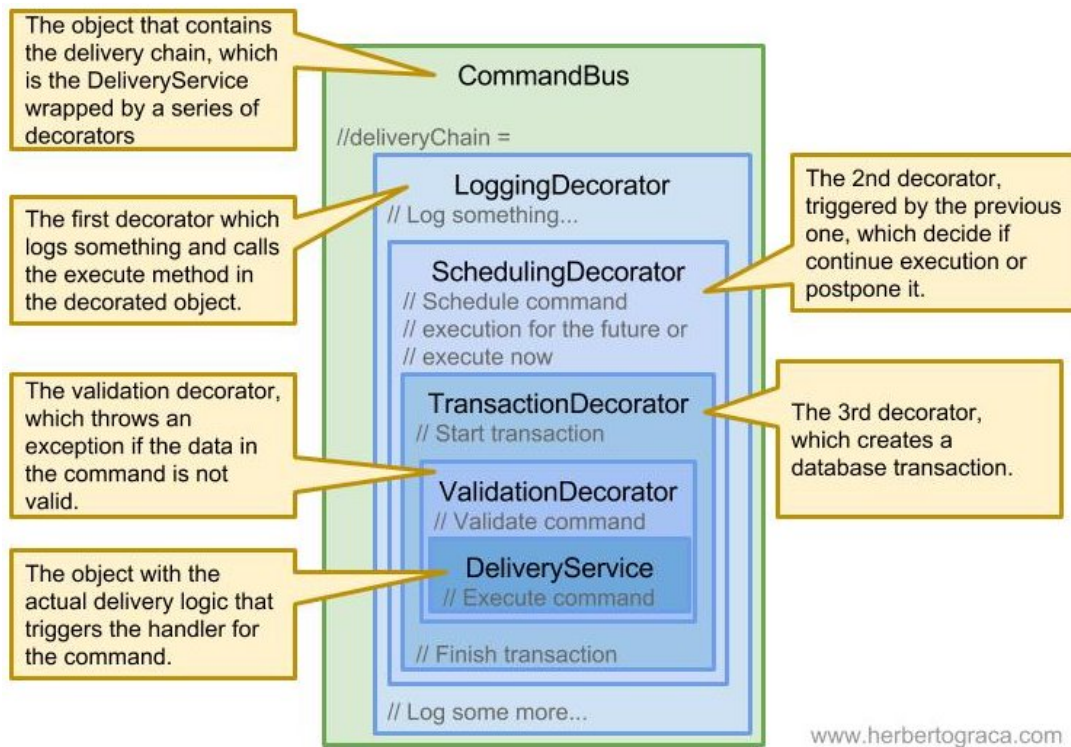 The object that contains
the delivery chain, which
is the DeliveryService
wrapped by a series of
decorators
CommandBus
//deliveryChain =
LoggingDecorator
// Log something...
The first decorator which
logs something and calls
the execute method in
the decorated object.
The 2nd decorator,
triggered by the previous
one, which decide if
continue execution or
postpone it.
SchedulingDecorator
// Schedule command
// execution for the future or
// execute now
The validation decorator,
which throws an
exception if the data in
the command is not
valid.
TransactionDecorator
// Start transaction
The 3rd decorator,
which creates a
database transaction.
ValidationDecorator
// Validate command
DeliveryService
// Execute command
The object with the
actual delivery logic that
triggers the handler for
the command.
// Finish transaction
// Log some more...
www.herbertograca.com